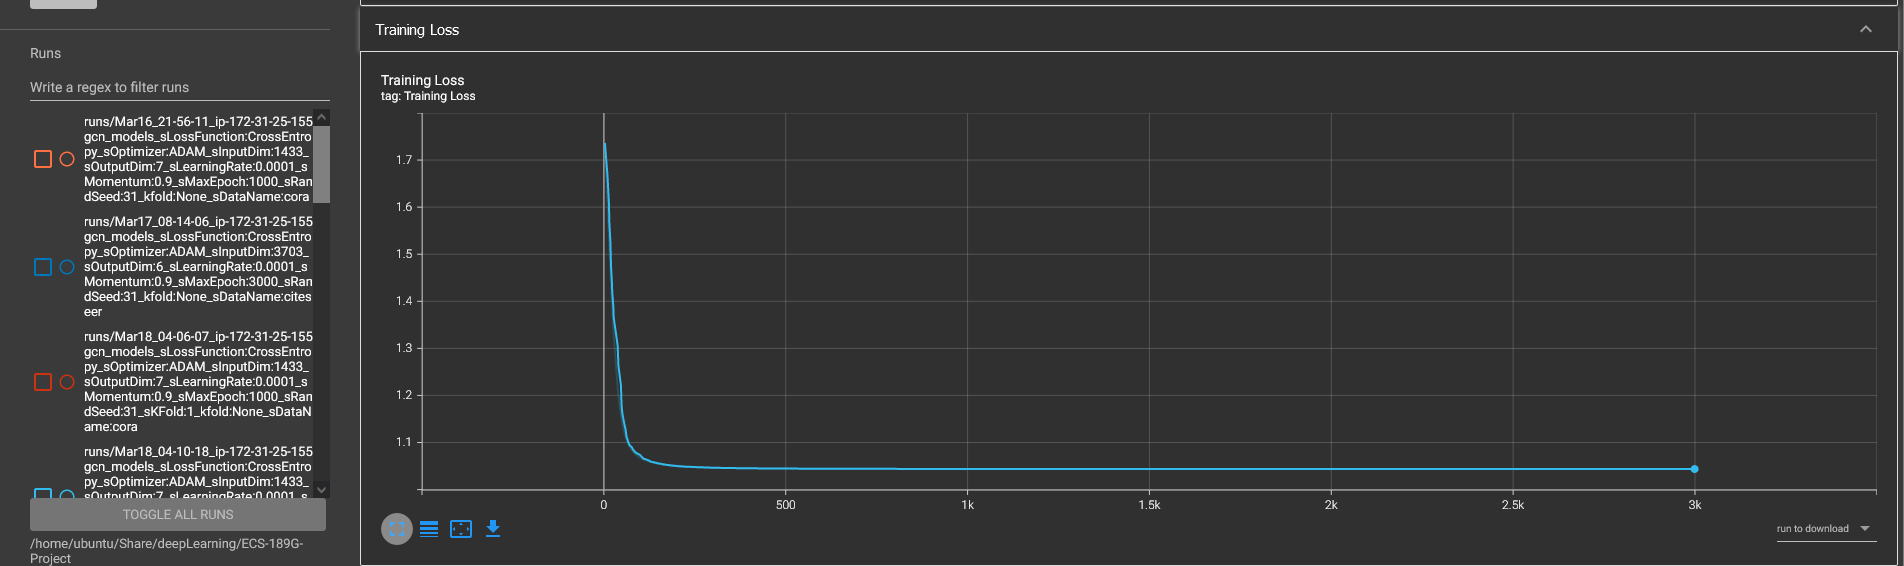 Runs
Write a regex to filter runs
runs/Mar16_21-56-11_ip-172-31-25-155
gcn_models_sLossFunction:CrossEntro
py_sOptimizer:ADAM_sInputDim:1433_
sOutputDim:7_sLearningRate:0.0001_s
Momentum:0.9_sMaxEpoch:1000_sRan
dSeed:31_kfold:None_sDataName:cora
runs/Mar17_08-14-06_ip-172-31-25-155
gcn_models_sLossFunction:CrossEntro
py_sOptimizer:ADAM_sInputDim:3703_
sOutputDim:6_sLearningRate:0.0001_s
Momentum:0.9_sMaxEpoch:3000_sRan
dSeed:31_kfold:None_sDataName:cites
eer
runs/Mar18_04-06-07_ip-172-31-25-155
gcn_models_sLossFunction:CrossEntro
py_sOptimizer:ADAM_sInputDim:1433_
sOutputDim:7_sLearningRate:0.0001_s
Momentum:0.9_sMaxEpoch:1000_sRan
dSeed:31_sKFold:1_kfold:None_sDataN
ame:cora
runs/Mar18_04-10-18_ip-172-31-25-155
gcn_models_sLossFunction:CrossEntro
py_sOptimizer:ADAM_sInputDim:1433_
sOutputDim:7_sLearningRate:0.0001_s
TOGGLE ALL RUNS
/home/ubuntu/Share/deepLearning/ECS-189G-
Project
Training Loss
Training Loss
tag: Training Loss
1.7
1.6
1.5
1.4
1.3
1.2
1.1
0 500 1k 1.5k 2k 2.5k 3k
run to download